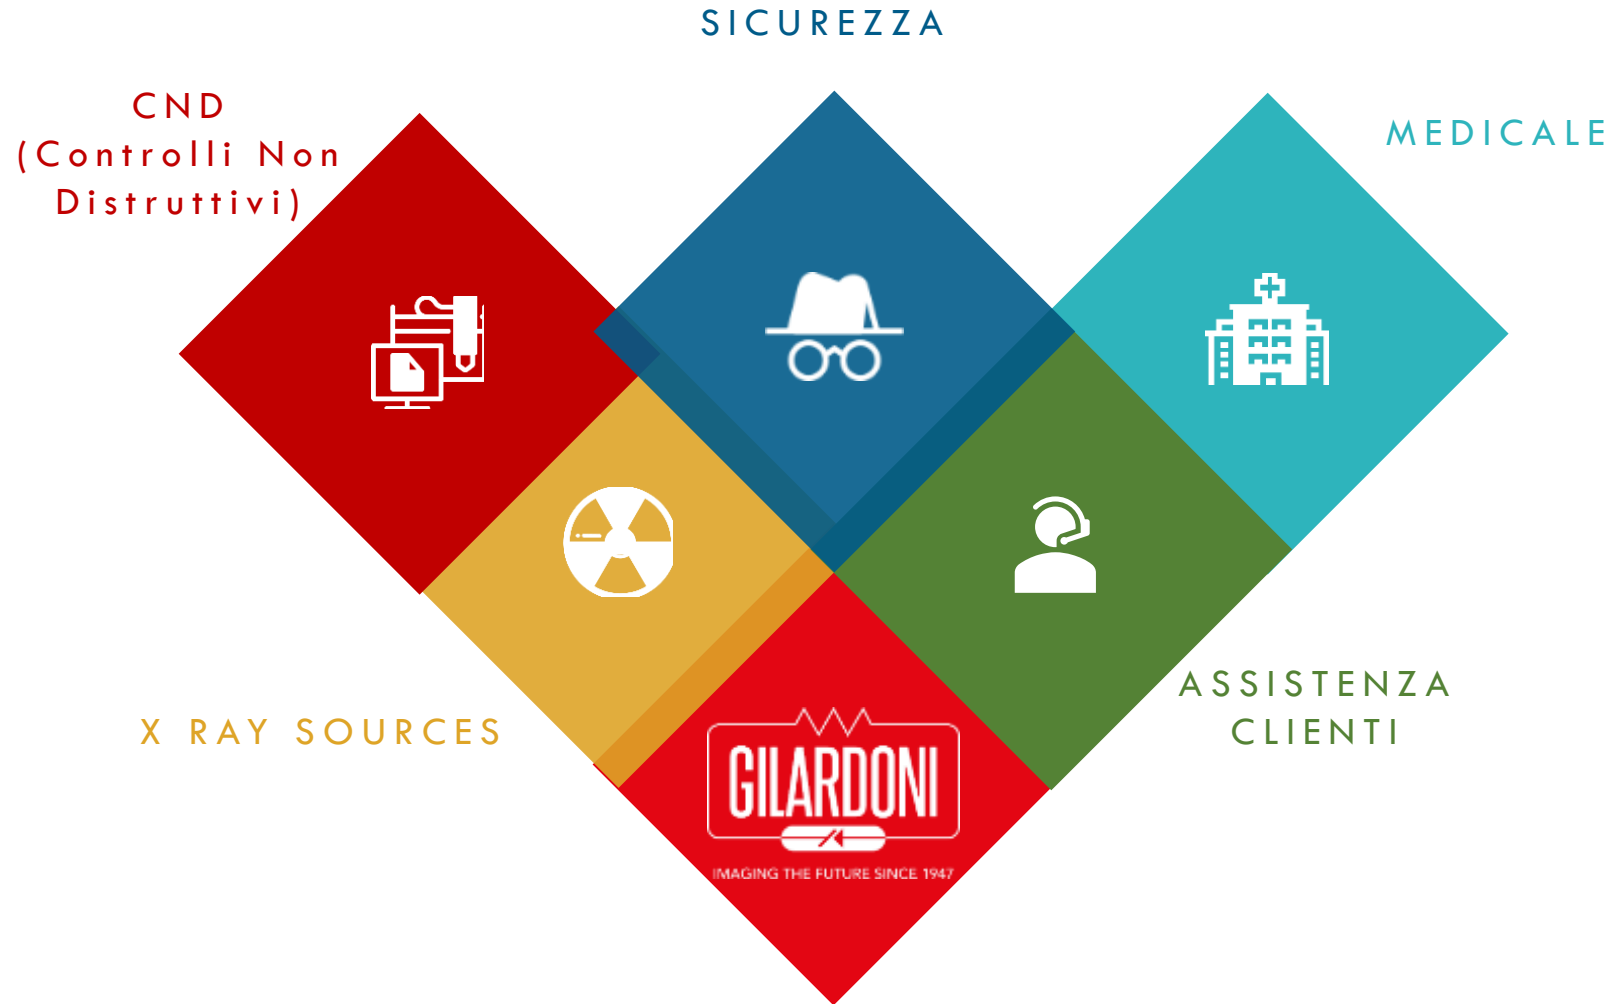 SICUREZZA
CND
(Controlli Non
Distruttivi)
MEDICALE
X RAY SOURCES
ASSISTENZA
CLIENTI
GILARDONI
IMAGING THE FUTURE SINCE 1947